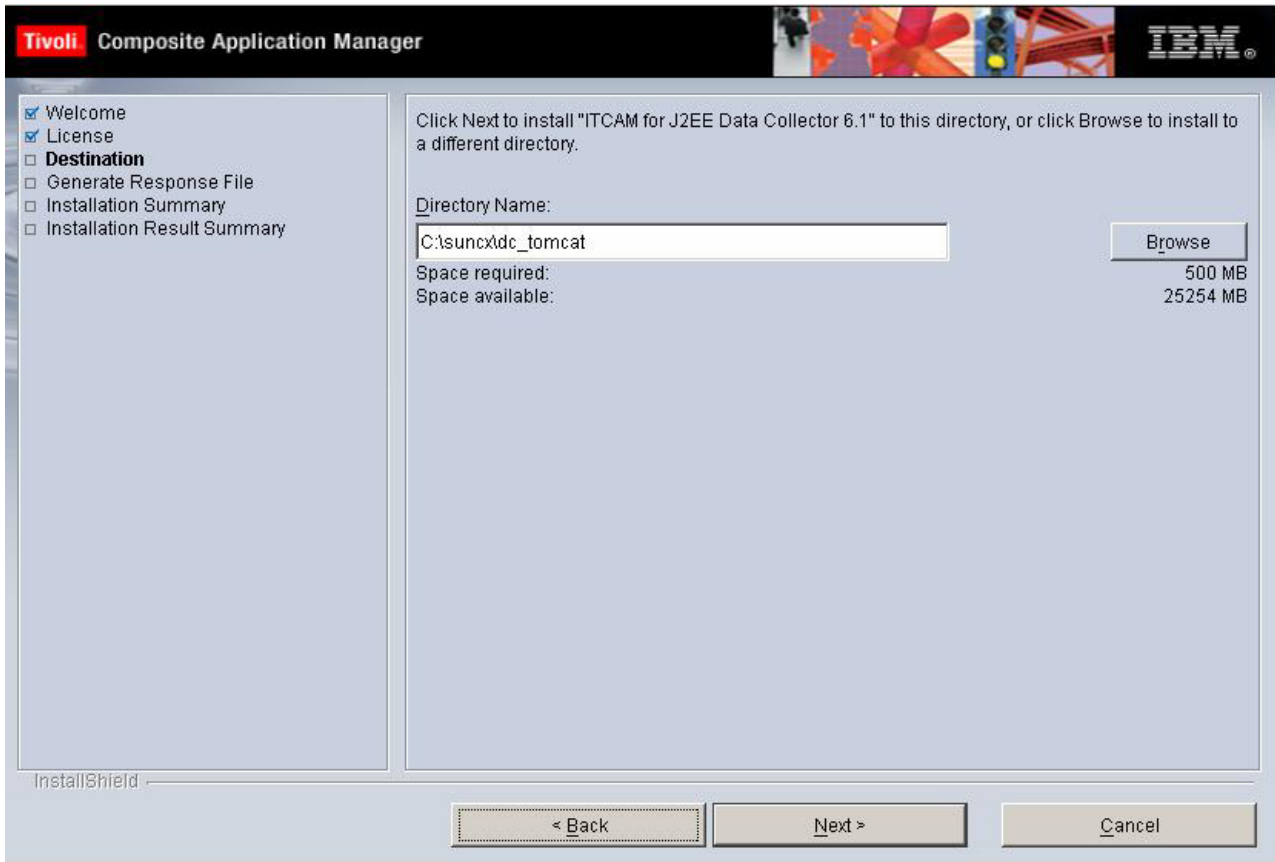 Tivoli. Composite Application Manager
IBM®
Welcome
License
Destination
Generate Response File
Installation Summary
Installation Result Summary
Click Next to install "ITCAM for J2EE Data Collector 6.1" to this directory, or click Browse to install to
a different directory.
Directory Name:
C:\suncx\dc_tomcat
Browse
Space required: 500 MB
Space available: 25254 MB
InstallShield
< Back Next > Cancel